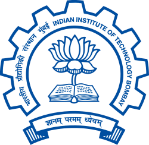 भारतीय प्रौद्योगिकी संस्थान मुंबई
INDIAN INSTITUTE OF TECHNOLOGY BOMBAY
ज्ञानम् परमम् ध्येयम्